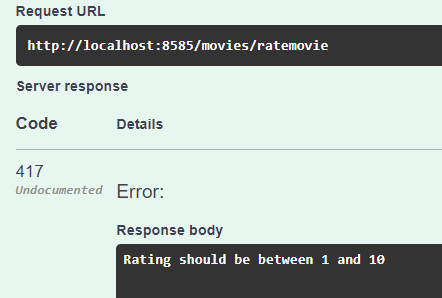 Request URL
http://localhost:8585/movies/ratemovie
Server response
Code Details
417
Undocumented
Error:
Response body
Rating should be between 1 and 10